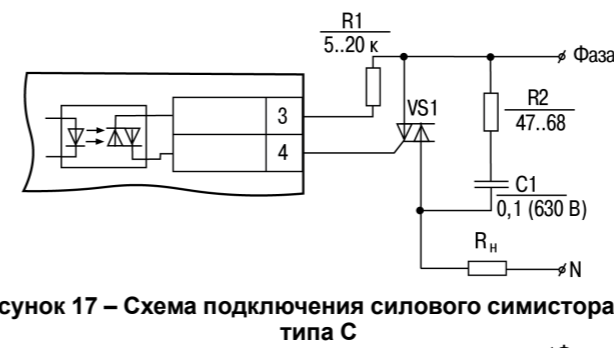 R1
5..20 к
Фаза
VS1
R2
47..68
3
4
C1
0,1 (630 В)
Rн
N
сунок 17 – Схема подключения силового симистора
типа С